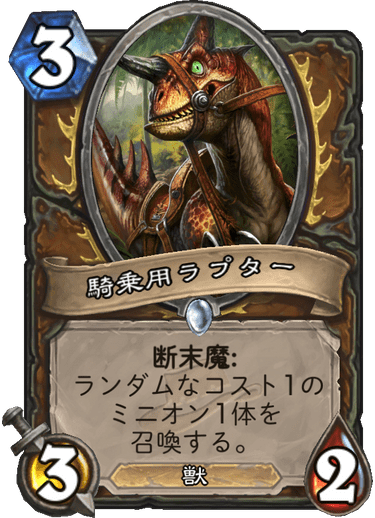 3
騎乗用ラプター
断末魔:
ランダムなコスト1の
ミニオン1体を
召喚する。
3
獣
2